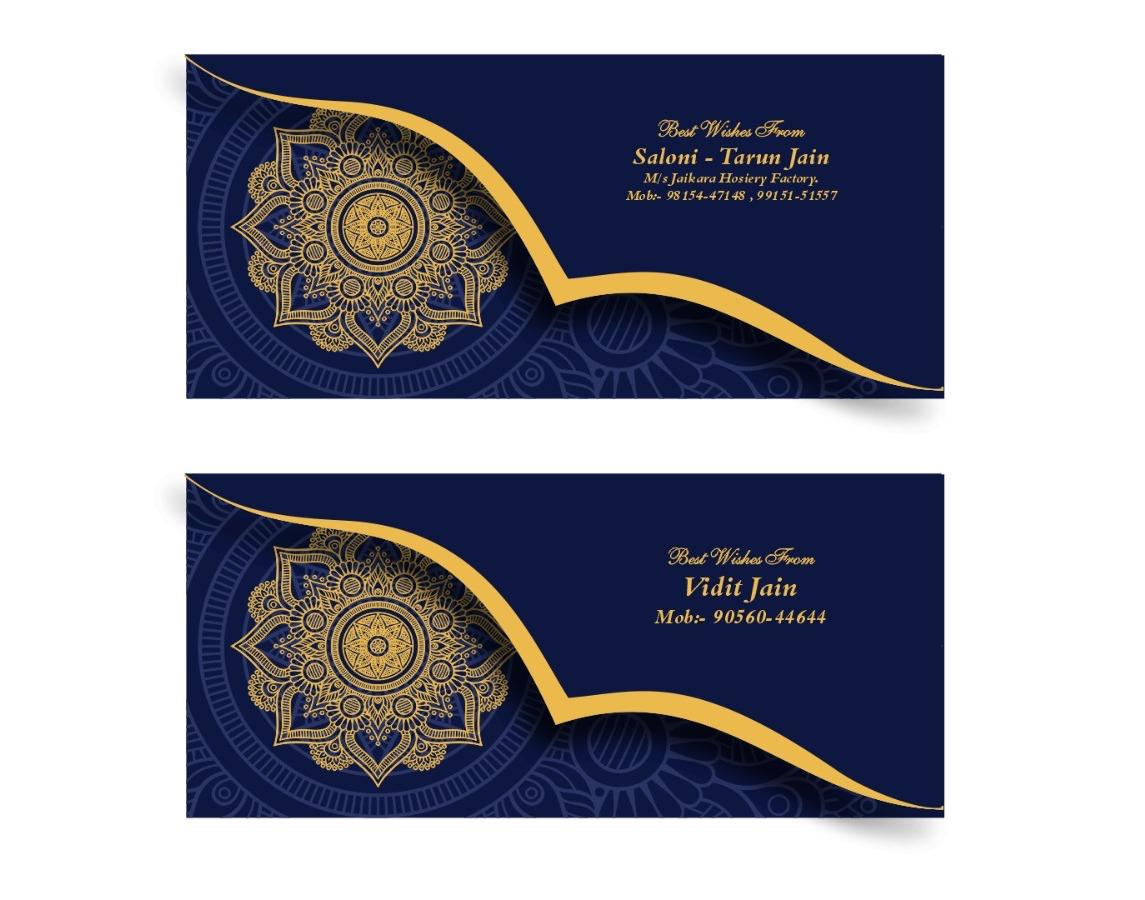 Best Wishes From
Saloni - Tarun Jain
M/s Jaikara Hosiery Factory.
Mob:- 98154-47148 , 99151-51557
Best Wishes From
Vidit Jain
Mob:- 90560-44644